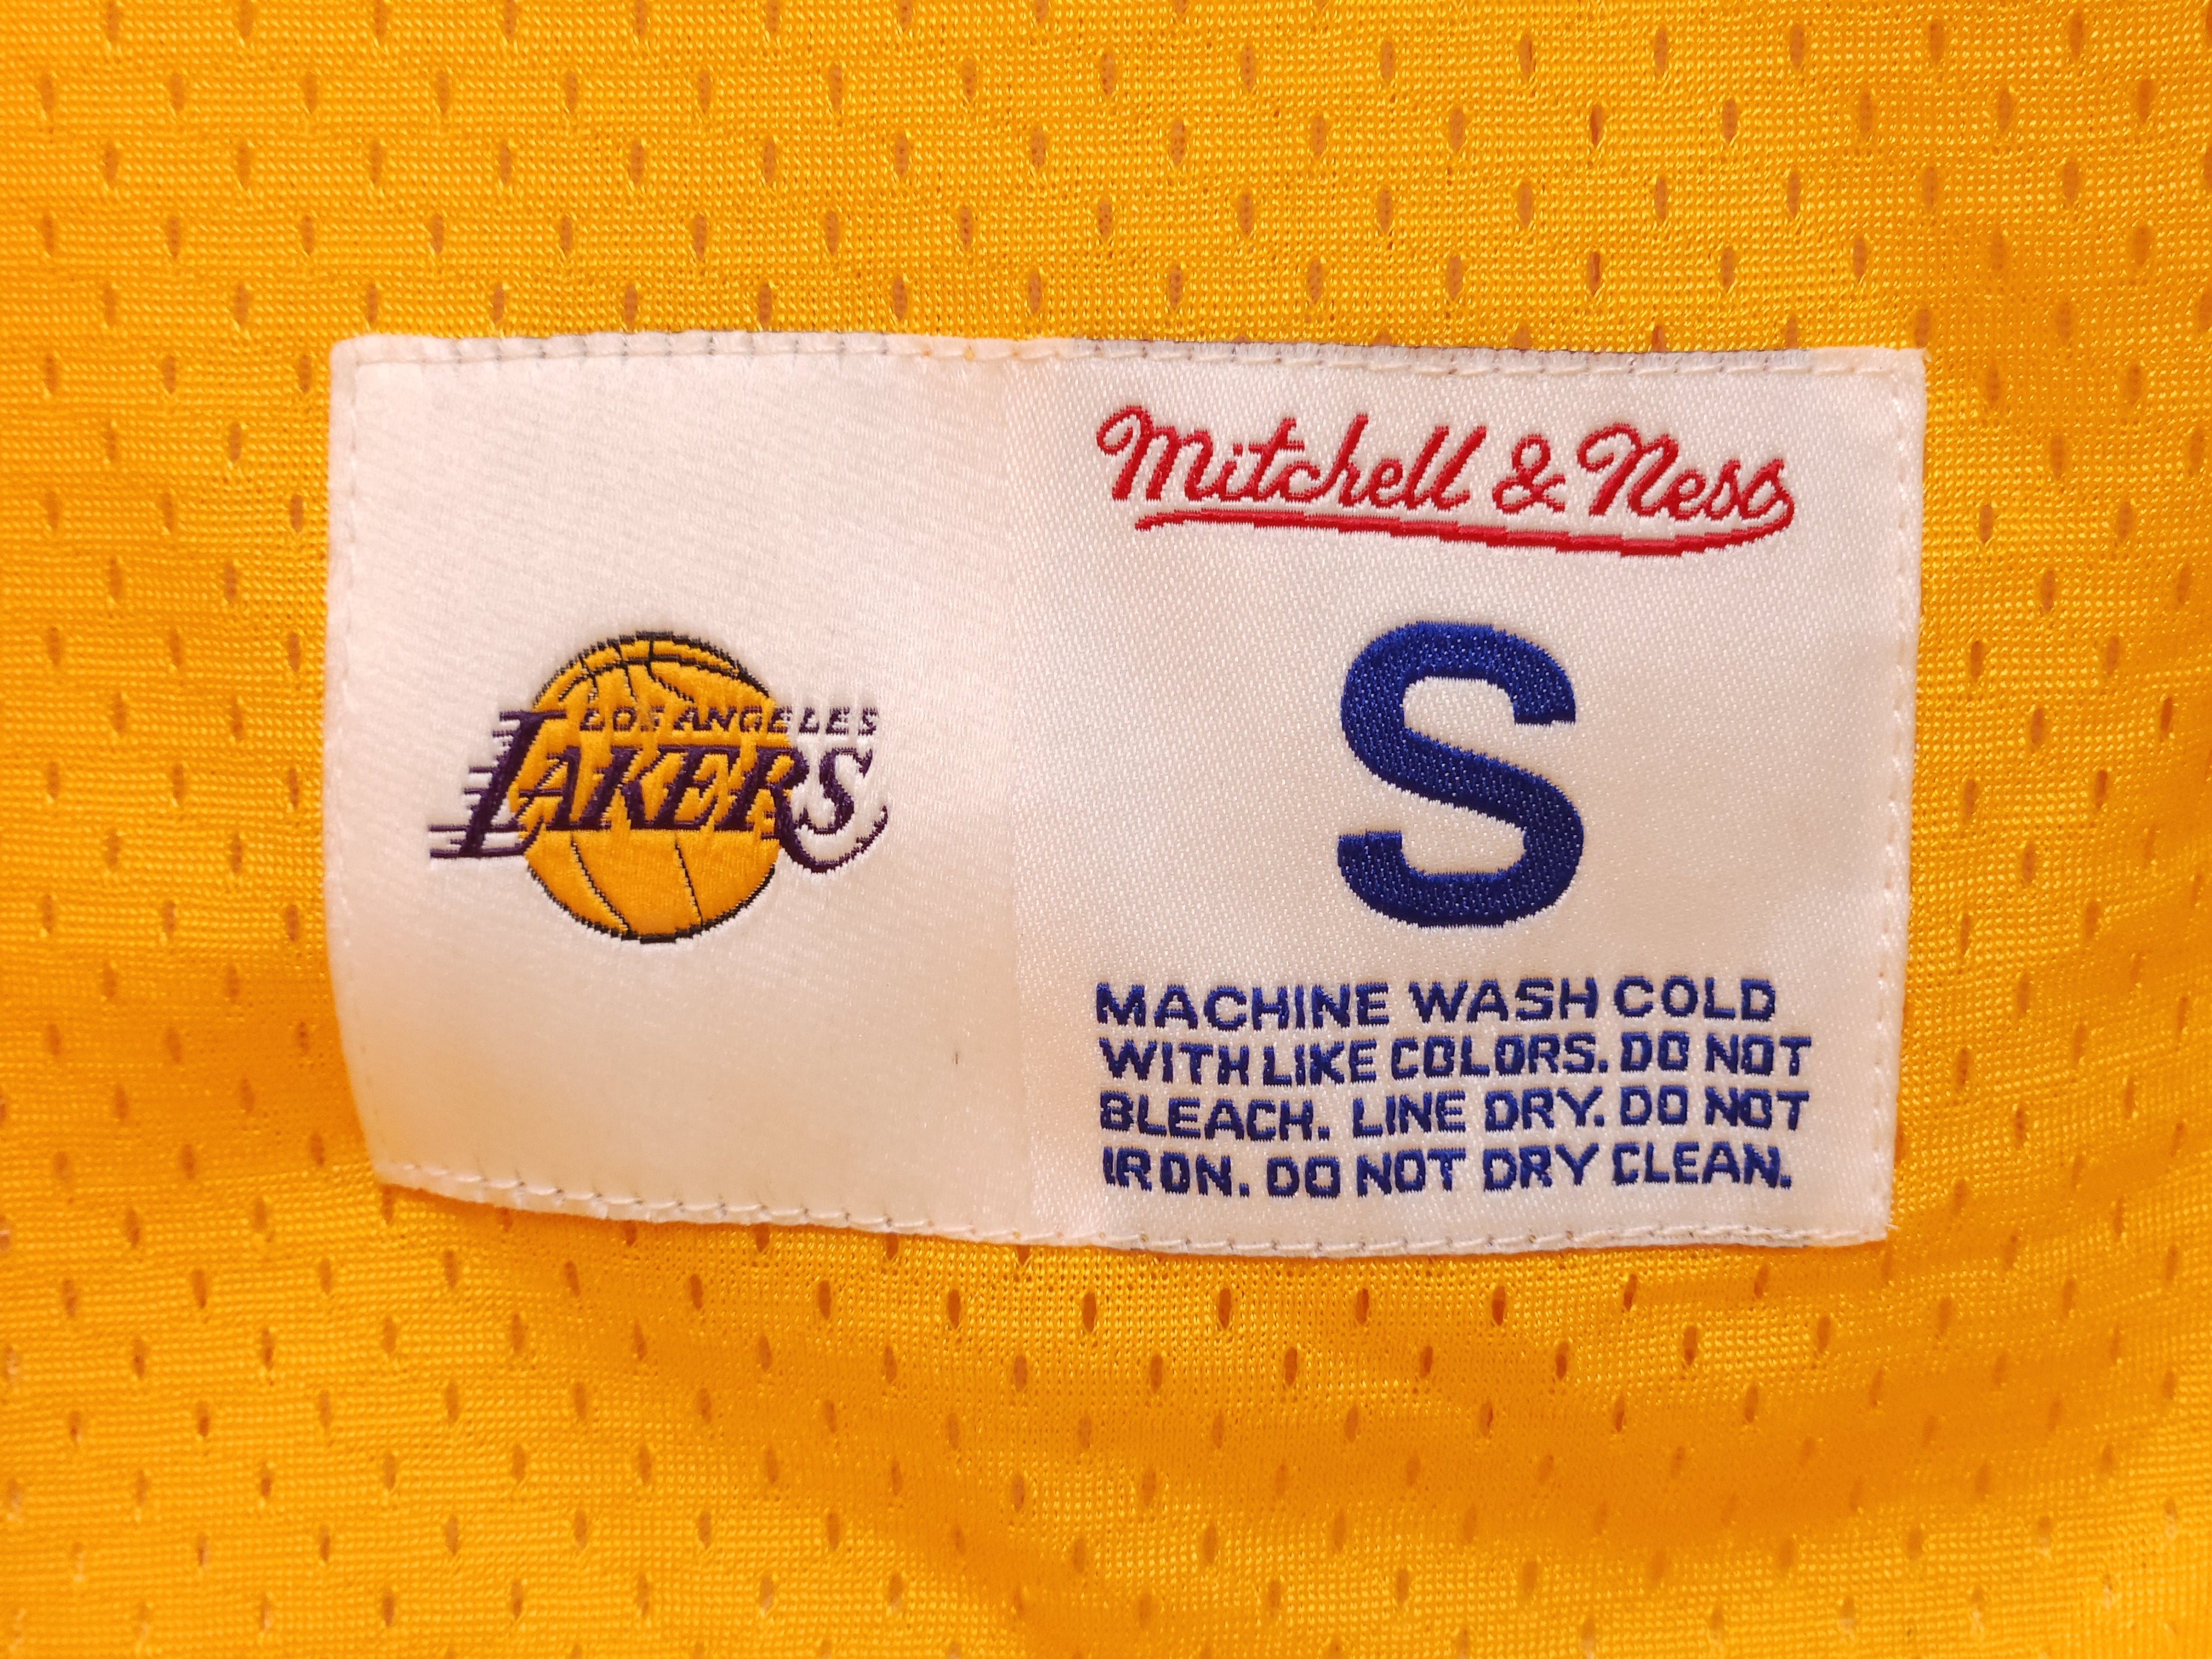 LOS ANGELES
LAKERS
Mitchell & Ness
S
MACHINE WASH COLD
WITH LIKE COLORS. DO NOT
BLEACH. LINE DRY. DO NOT
IRON. DO NOT DRY CLEAN.